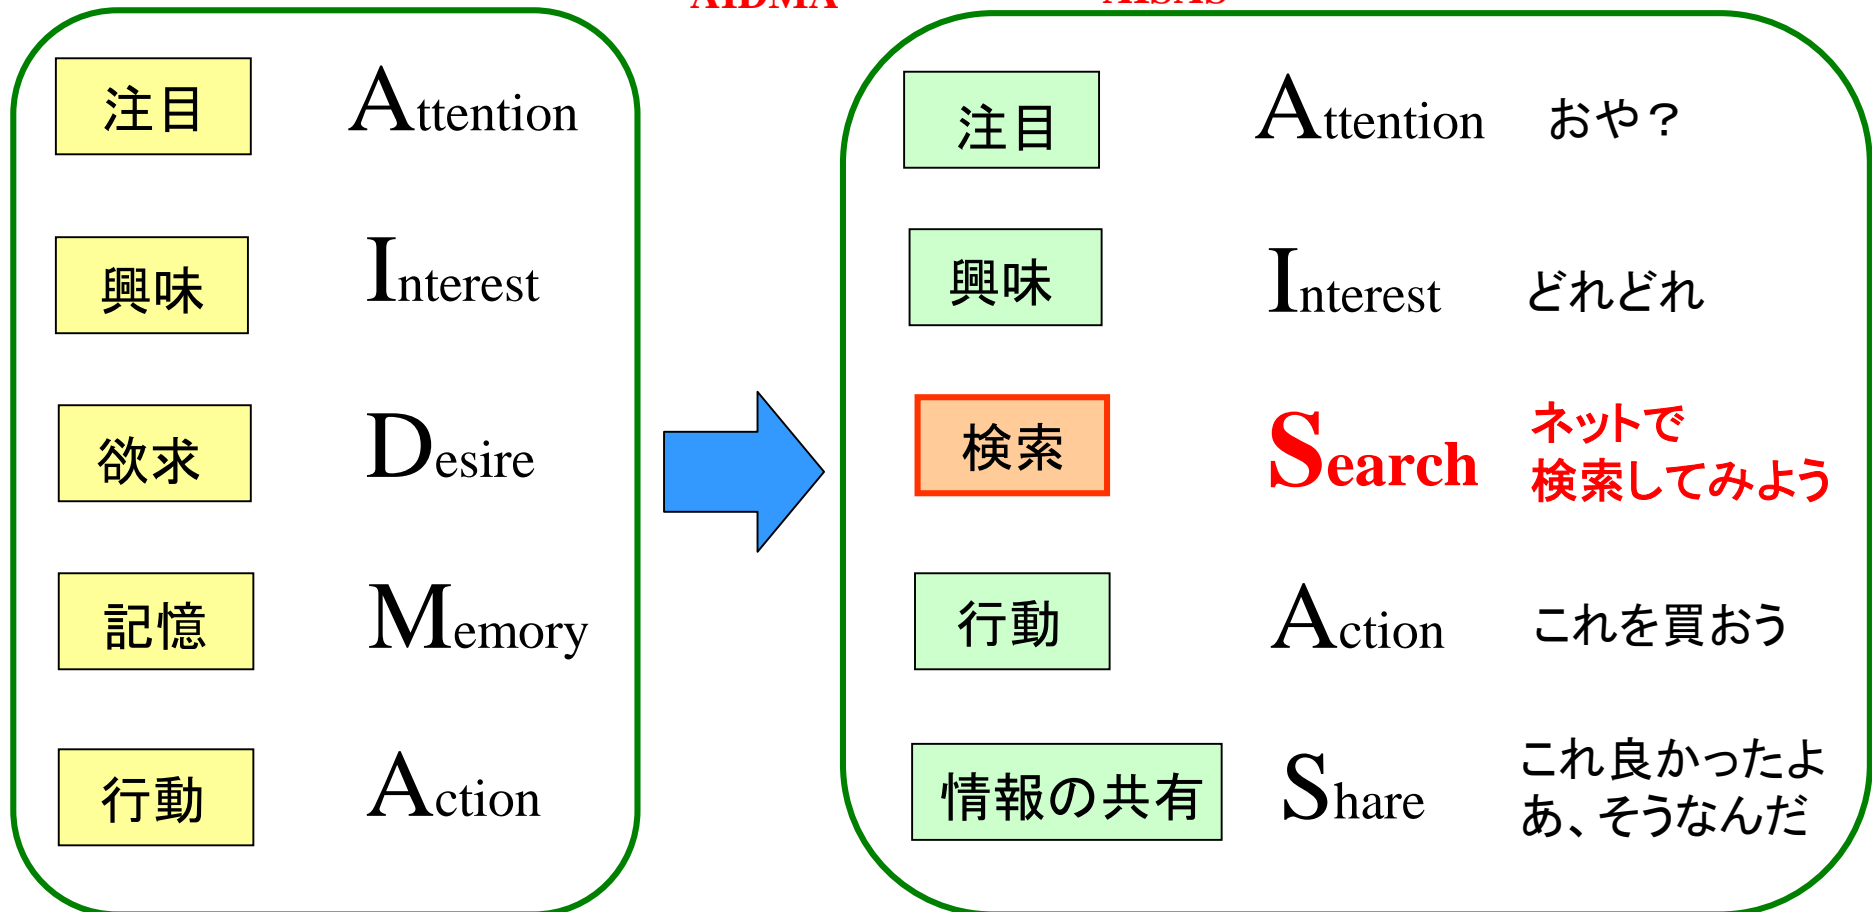 AIDMA
AISAS
注目 Attention
興味 Interest
欲求 Desire
記憶 Memory
行動 Action
注目 Attention おや？
興味 Interest どれどれ
検索 Search ネットで
検索してみよう
行動 Action これを買おう
情報の共有 Share これ良かったよ
あ、そうなんだ